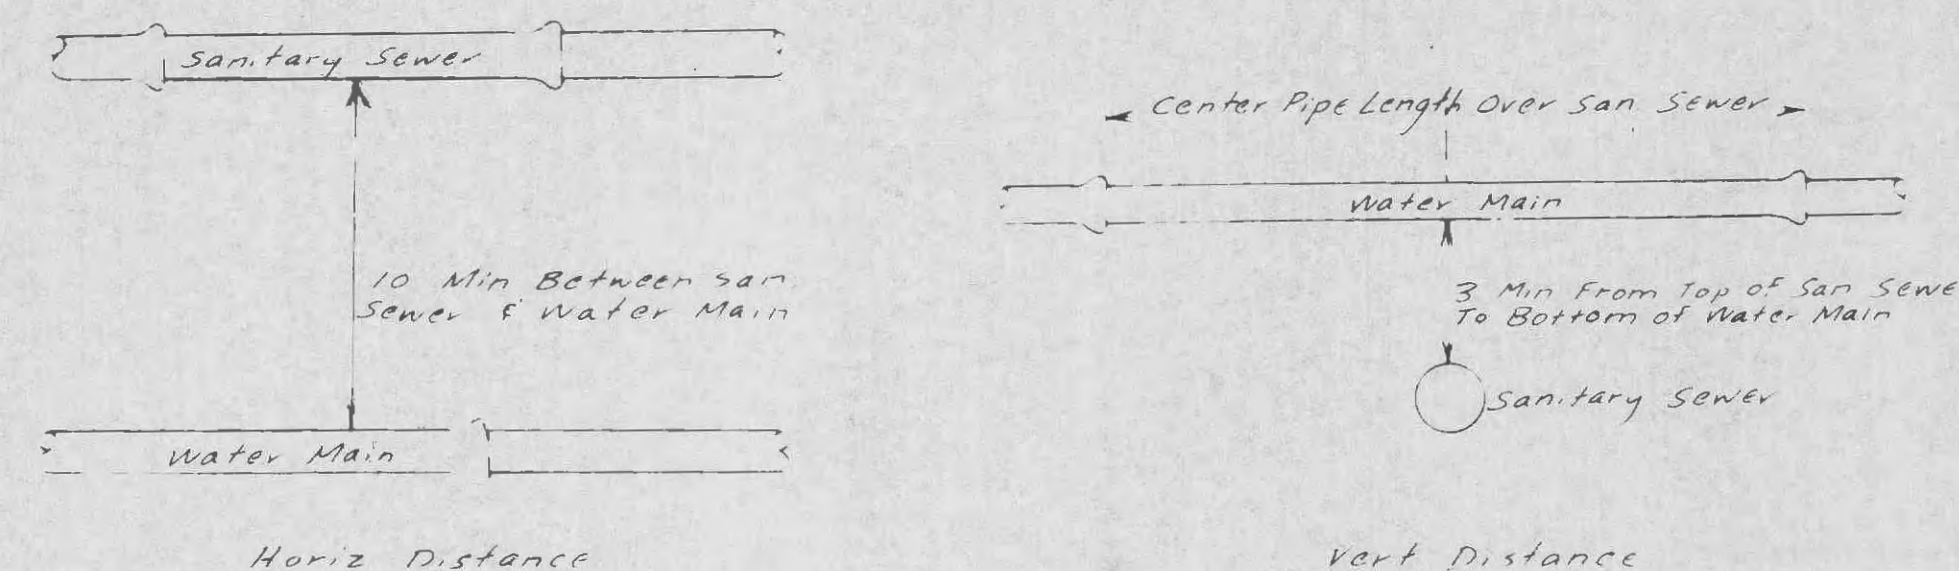 Sanitary Sewer
10 Min Between San.
Sewer & Water Main
Water Main
Horiz Distance
Center Pipe Length Over San Sewer
Water Main
3 Min From Top of San Sewe
To Bottom of Water Main
Sanitary Sewer
Vert Distance